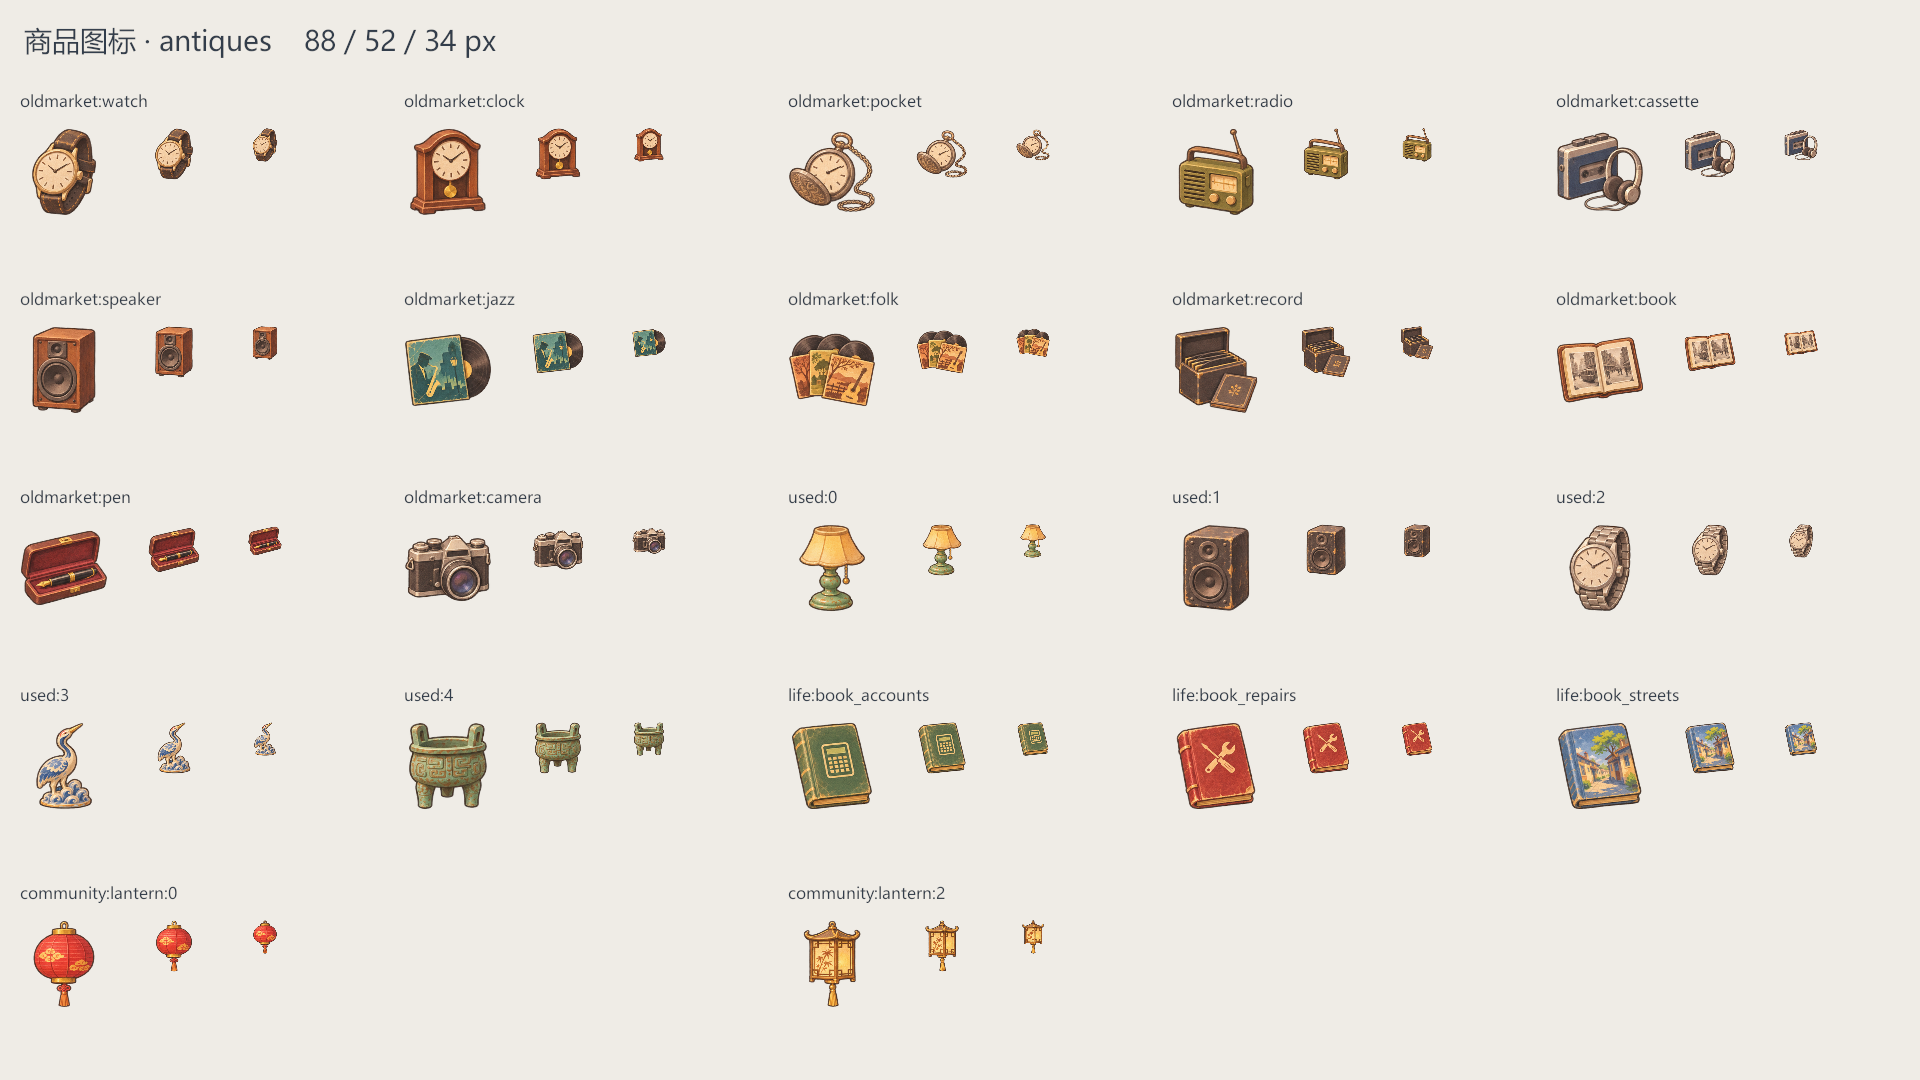 商品图标 · antiques 88 / 52 / 34 px
oldmarket:watch
oldmarket:clock
oldmarket:pocket
oldmarket:radio
oldmarket:cassette
oldmarket:speaker
oldmarket:jazz
oldmarket:folk
oldmarket:record
oldmarket:book
oldmarket:pen
oldmarket:camera
used:0
used:1
used:2
used:3
used:4
life:book_accounts
life:book_repairs
life:book_streets
community:lantern:0
community:lantern:2